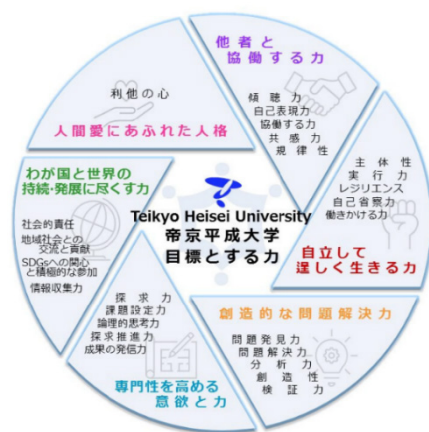 他者と
協働する力
傾聴力
自己表現力
協働する力
共感力
規律性
主体性
実行力
レジリエンス
自己省察力
働きかける力
自立して
逞しく生きる力
創造的な問題解決力
問題発見力
問題解決力
分析力
創造性
検証力
探求力
課題設定力
論理的思考力
探求推進力
成果の発信力
専門性を高める
意欲と力
わが国と世界の
持続・発展に尽くす力
社会的責任
地域社会との
交流と貢献
SDGsへの関心
と積極的な参加
情報収集力
利他の心
人間愛にあふれた人格
Teikyo Heisei University
帝京平成大学
目標とする力